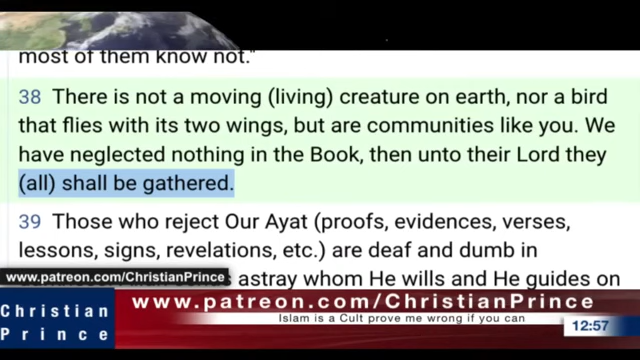 most of them know not."
38 There is not a moving (living) creature on earth, nor a bird
that flies with its two wings, but are communities like you. We
have neglected nothing in the Book, then unto their Lord they
(all) shall be gathered.
39 Those who reject Our Ayat (proofs, evidences, verses,
lessons, signs, revelations, etc.) are deaf and dumb in
astray whom He wills and He guides on
www.patreon.com/ChristianPrince
www.patreon.com/ChristianPrince
Christian
Prince
Islam is a Cult prove me wrong if you can
12:57